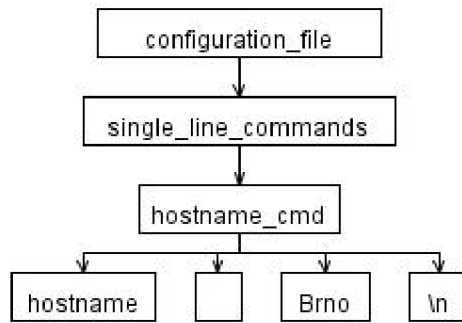 configuration_file
single_line_commands
hostname_cmd
hostname Brno \n